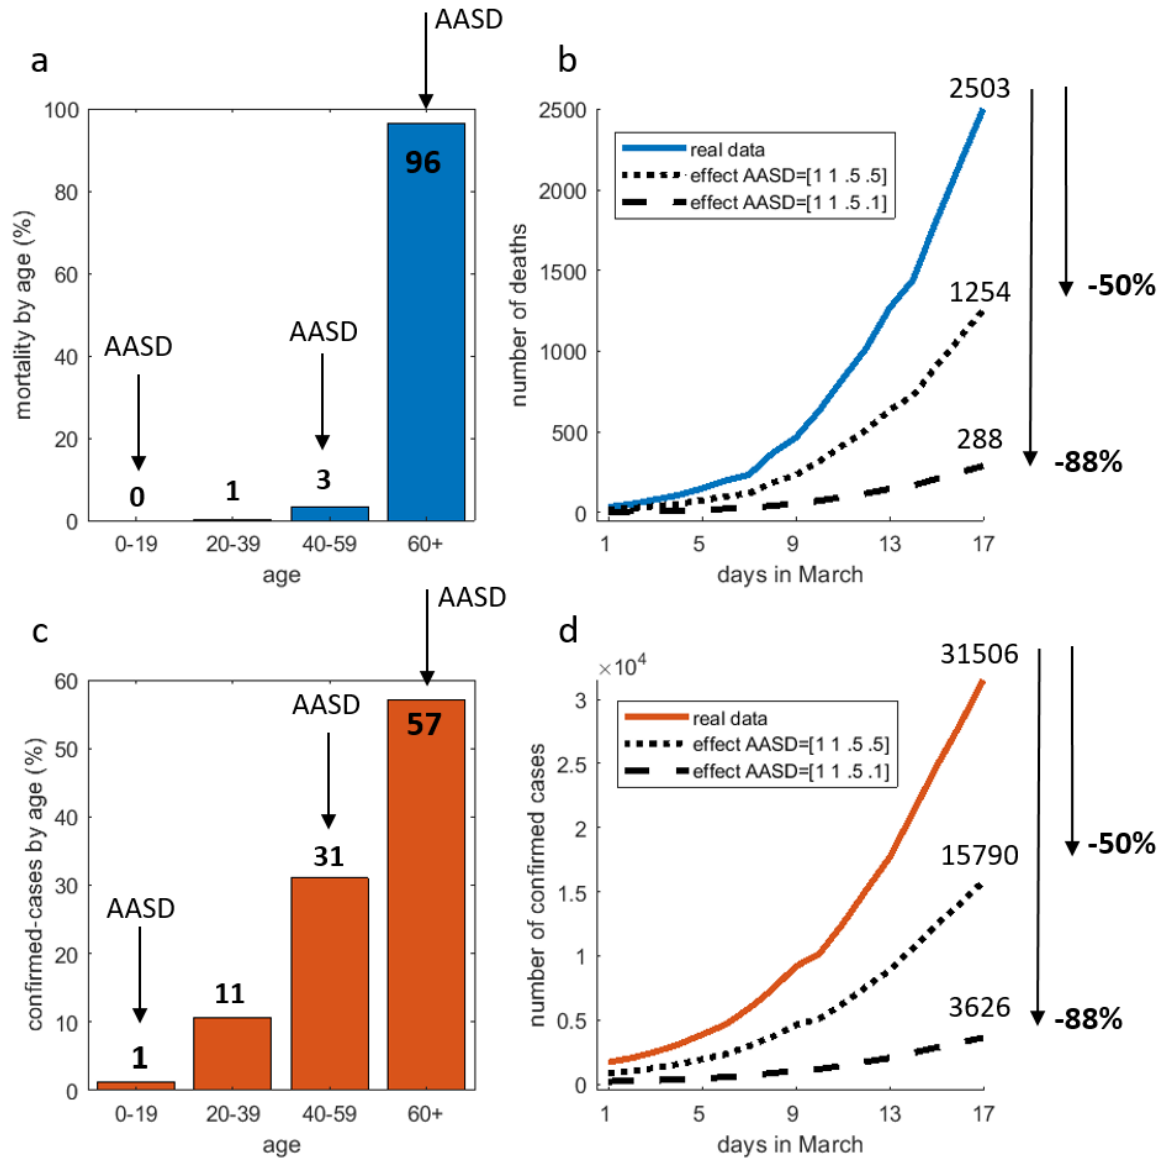 a
AASD
mortality by age (%)
100
80
60
40
20
0
AASD
AASD
0
1
3
96
0-19
20-39
40-59
60+
age
b
number of deaths
2500
2000
1500
1000
500
0
real data
effect AASD=[1 1 .5 .5]
effect AASD=[1 1 .5 .1]
2503
1254
288
-50%
-88%
1
5
9
13
17
days in March
c
AASD
confirmed-cases by age (%)
60
50
40
30
20
10
0
AASD
AASD
1
11
31
57
0-19
20-39
40-59
60+
age
d
×10⁴
number of confirmed cases
3
2.5
2
1.5
1
0.5
0
real data
effect AASD=[1 1 .5 .5]
effect AASD=[1 1 .5 .1]
31506
15790
3626
-50%
-88%
1
5
9
13
17
days in March